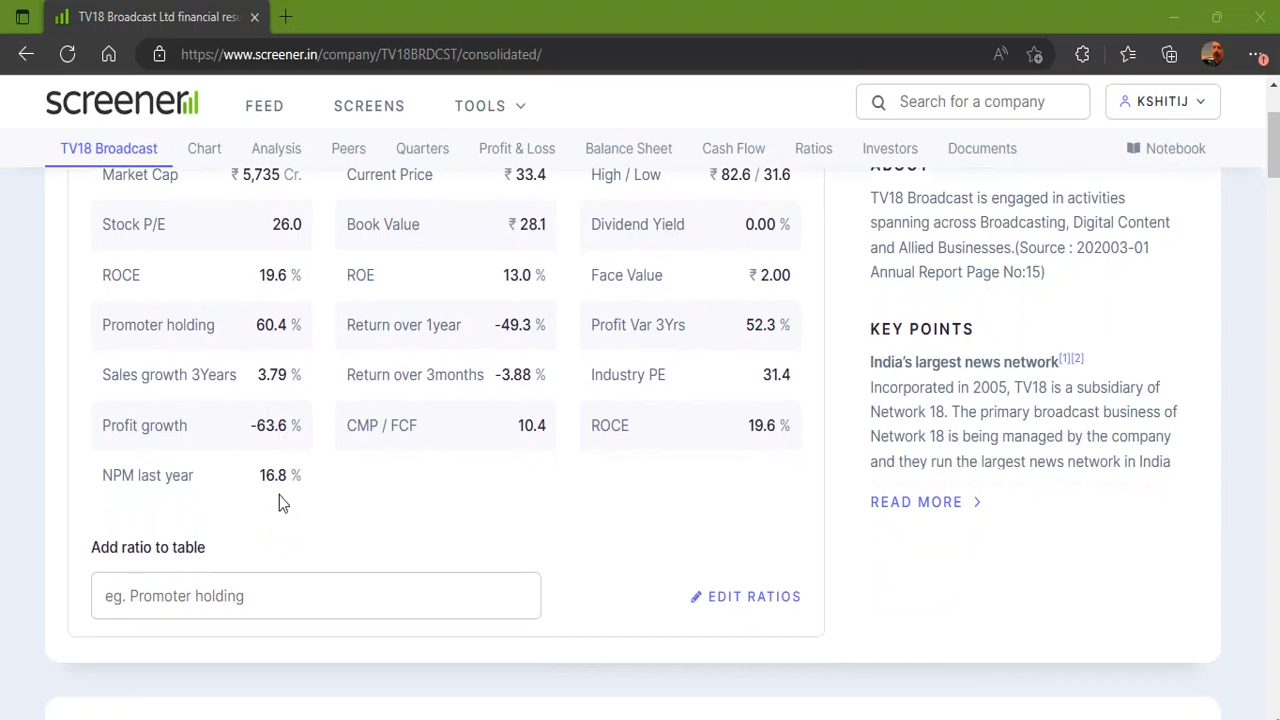 TV18 Broadcast Ltd financial resu
https://www.screener.in/company/TV18BRDCST/consolidated/
screener
FEED
SCREENS
TOOLS
Search for a company
KSHITIJ
TV18 Broadcast
Chart
Analysis
Peers
Quarters
Profit & Loss
Balance Sheet
Cash Flow
Ratios
Investors
Documents
Notebook
Market Cap ₹ 5,735 Cr.
Current Price ₹ 33.4
High / Low ₹ 82.6 / 31.6
Stock P/E 26.0
Book Value ₹ 28.1
Dividend Yield 0.00 %
ROCE 19.6 %
ROE 13.0 %
Face Value ₹ 2.00
Promoter holding 60.4 %
Return over 1year -49.3 %
Profit Var 3Yrs 52.3 %
Sales growth 3Years 3.79 %
Return over 3months -3.88 %
Industry PE 31.4
Profit growth -63.6 %
CMP / FCF 10.4
ROCE 19.6 %
NPM last year 16.8 %
Add ratio to table
eg. Promoter holding
EDIT RATIOS
ABOUT
TV18 Broadcast is engaged in activities
spanning across Broadcasting, Digital Content
and Allied Businesses.(Source : 202003-01
Annual Report Page No:15)
KEY POINTS
India's largest news network[1][2]
Incorporated in 2005, TV18 is a subsidiary of
Network 18. The primary broadcast business of
Network 18 is being managed by the company
and they run the largest news network in India
READ MORE